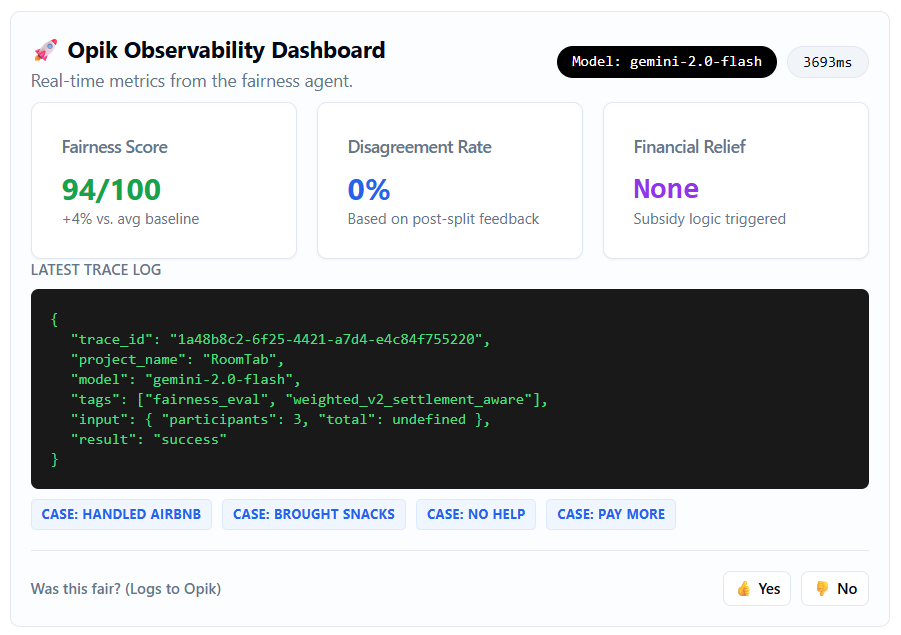 🚀 Opik Observability Dashboard
Real-time metrics from the fairness agent.
Model: gemini-2.0-flash
3693ms
Fairness Score
94/100
+4% vs. avg baseline
Disagreement Rate
0%
Based on post-split feedback
Financial Relief
None
Subsidy logic triggered
LATEST TRACE LOG
{
"trace_id": "1a48b8c2-6f25-4421-a7d4-e4c84f755220",
"project_name": "RoomTab",
"model": "gemini-2.0-flash",
"tags": ["fairness_eval", "weighted_v2_settlement_aware"],
"input": { "participants": 3, "total": undefined },
"result": "success"
}
CASE: HANDLED AIRBNB
CASE: BROUGHT SNACKS
CASE: NO HELP
CASE: PAY MORE
Was this fair? (Logs to Opik)
👍 Yes
👎 No